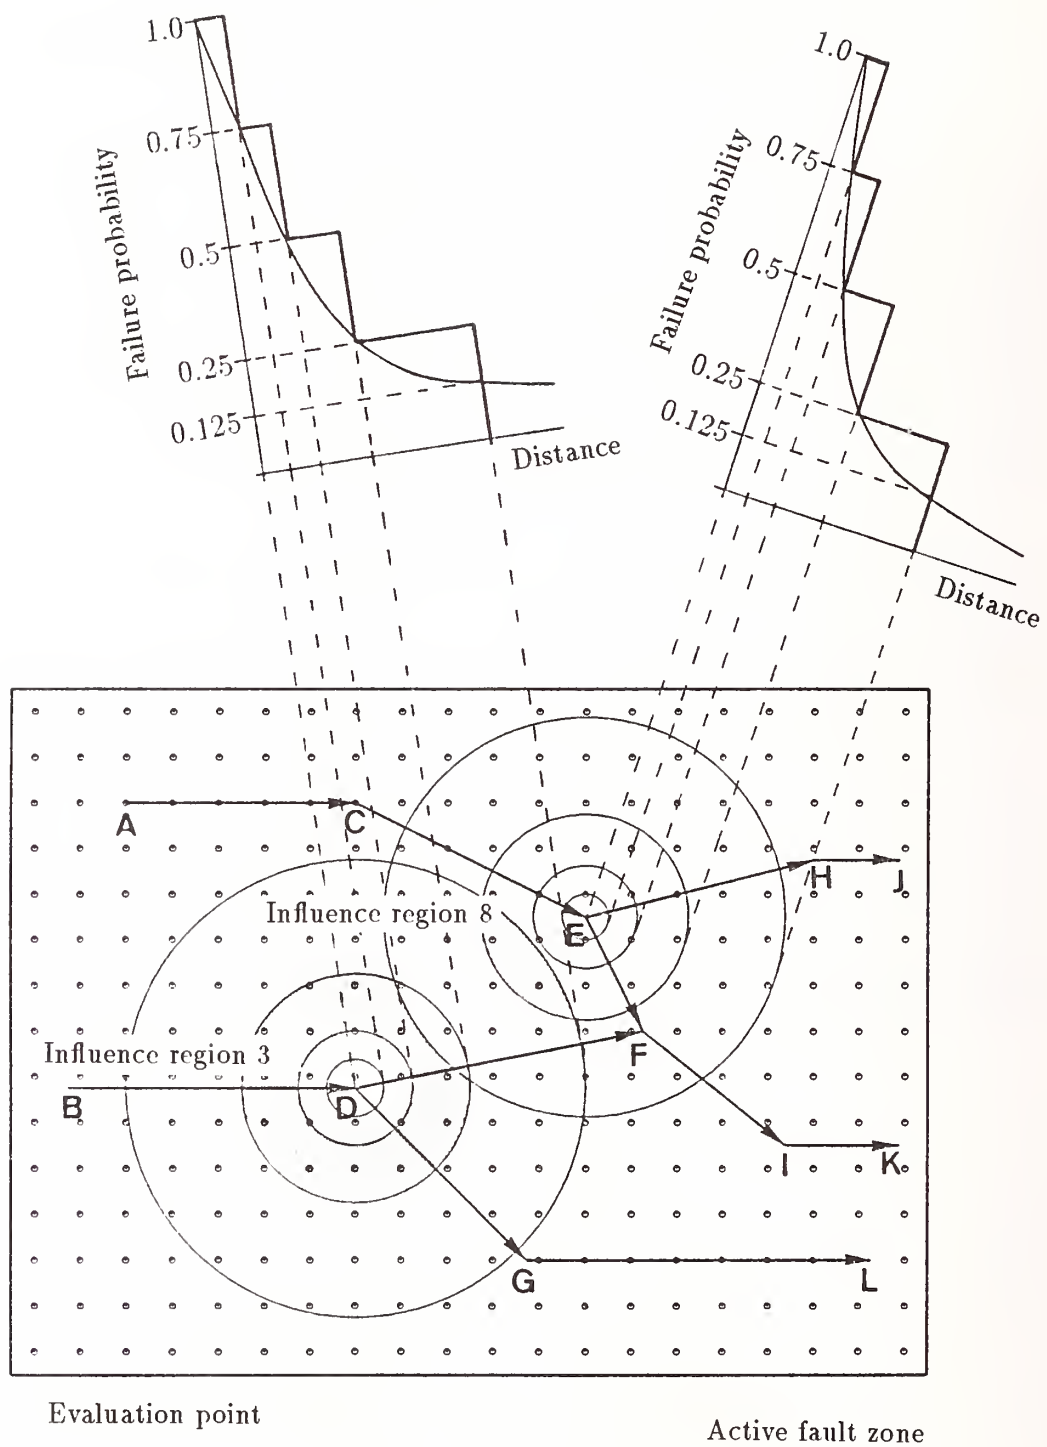 1.0
0.75
0.5
0.25
0.125
Failure probability
Distance
1.0
0.75
0.5
0.25
0.125
Failure probability
Distance
A
C
H
J
Influence region 8
E
F
Influence region 3
B
D
I
K
G
L
Evaluation point
Active fault zone